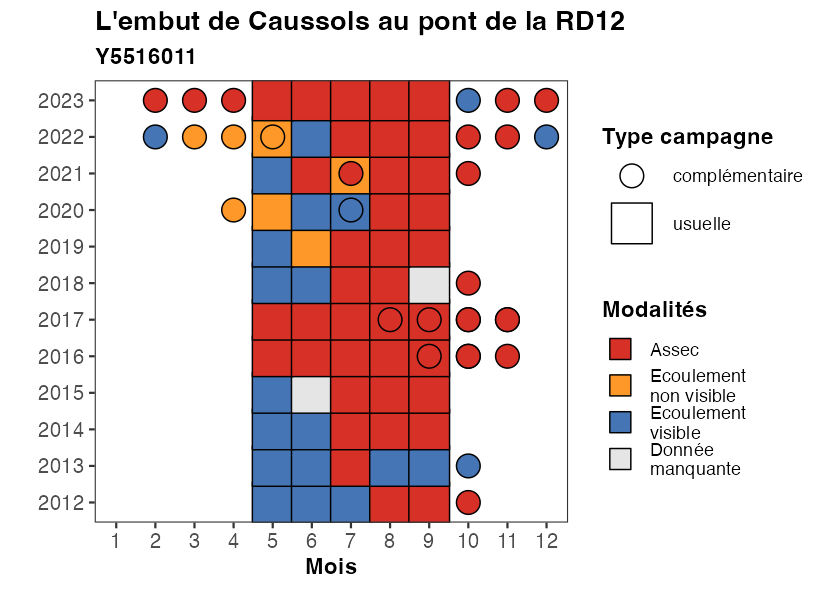 L'embut de Caussols au pont de la RD12
Y5516011
2023
2022
2021
2020
2019
2018
2017
2016
2015
2014
2013
2012
1 2 3 4 5 6 7 8 9 10 11 12
Mois
Type campagne
complémentaire
usuelle
Modalités
Assec
Ecoulement
non visible
Ecoulement
visible
Donnée
manquante